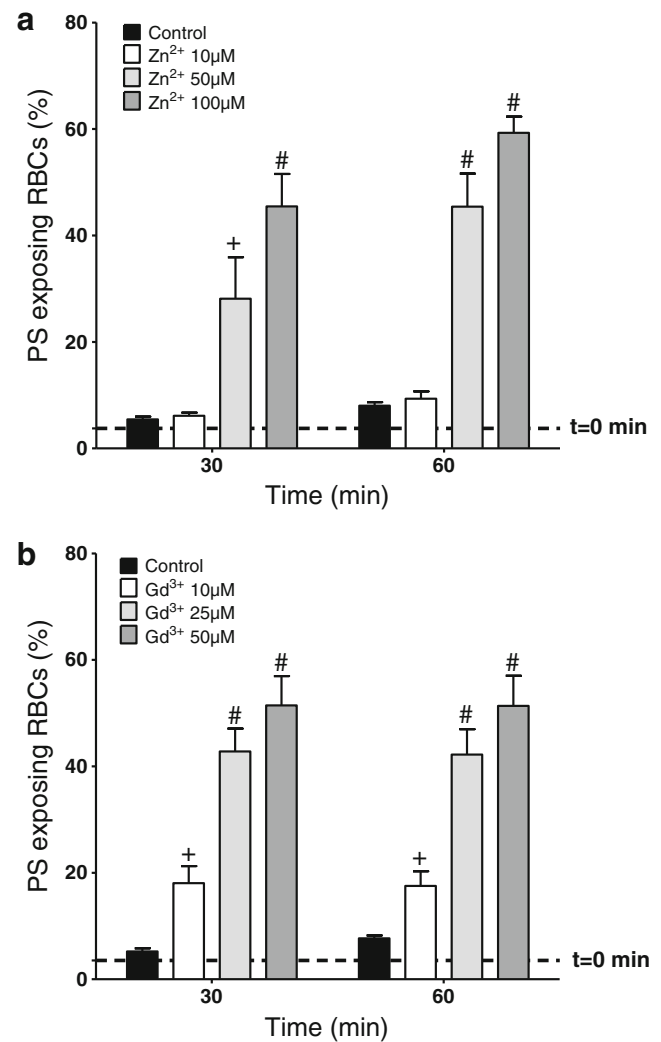 a
80
60
40
20
0
PS exposing RBCs (%)
Control
Zn²⁺ 10µM
Zn²⁺ 50µM
Zn²⁺ 100µM
+
#
#
#
t=0 min
30
60
Time (min)
b
80
60
40
20
0
PS exposing RBCs (%)
Control
Gd³⁺ 10µM
Gd³⁺ 25µM
Gd³⁺ 50µM
+
#
#
+
#
#
t=0 min
30
60
Time (min)